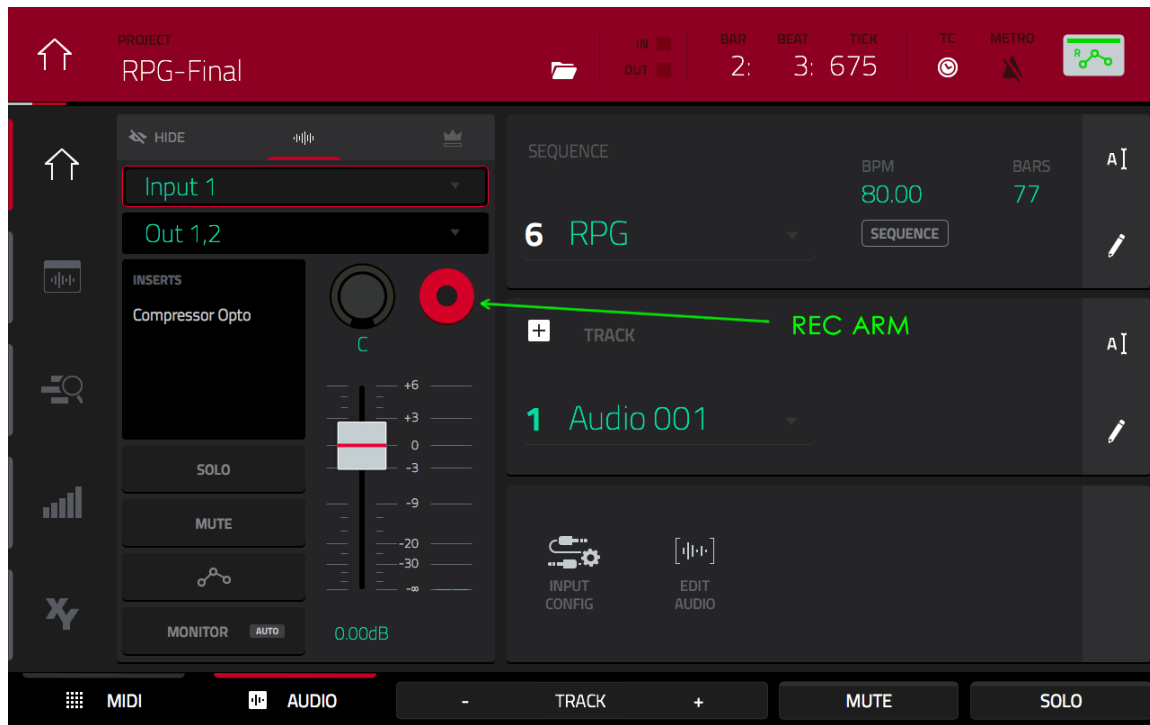 PROJECT
RPG-Final
IN
OUT
BAR BEAT TICK
2: 3: 675
TC
METRO
R
HIDE
Input 1
Out 1,2
INSERTS
Compressor Opto
C
+6
+3
0
-3
-9
-20
-30
-∞
0.00dB
SOLO
MUTE
MONITOR AUTO
SEQUENCE
6 RPG
BPM
80.00
SEQUENCE
BARS
77
A
REC ARM
TRACK
1 Audio 001
A
INPUT
CONFIG
EDIT
AUDIO
XY
MIDI AUDIO - TRACK + MUTE SOLO